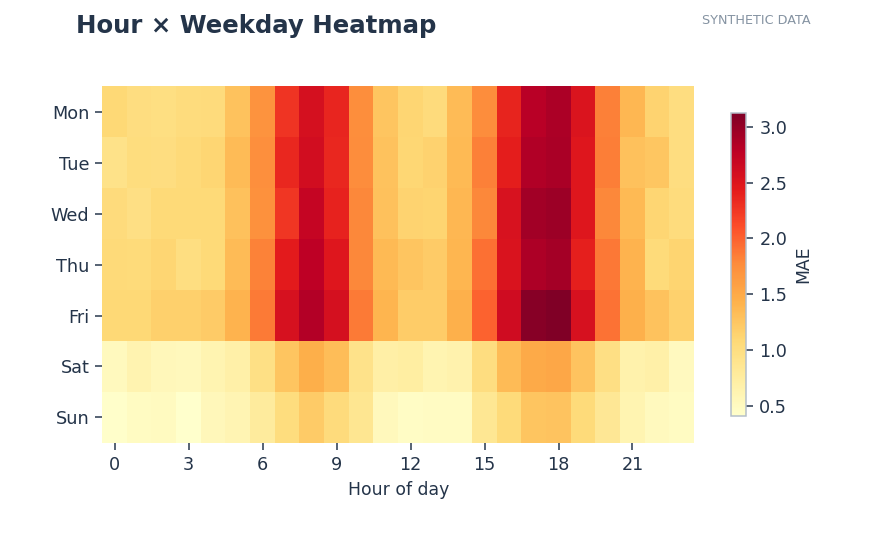 Hour × Weekday Heatmap
SYNTHETIC DATA
Mon
Tue
Wed
Thu
Fri
Sat
Sun
0 3 6 9 12 15 18 21
Hour of day
3.0
2.5
2.0
1.5
1.0
0.5
MAE